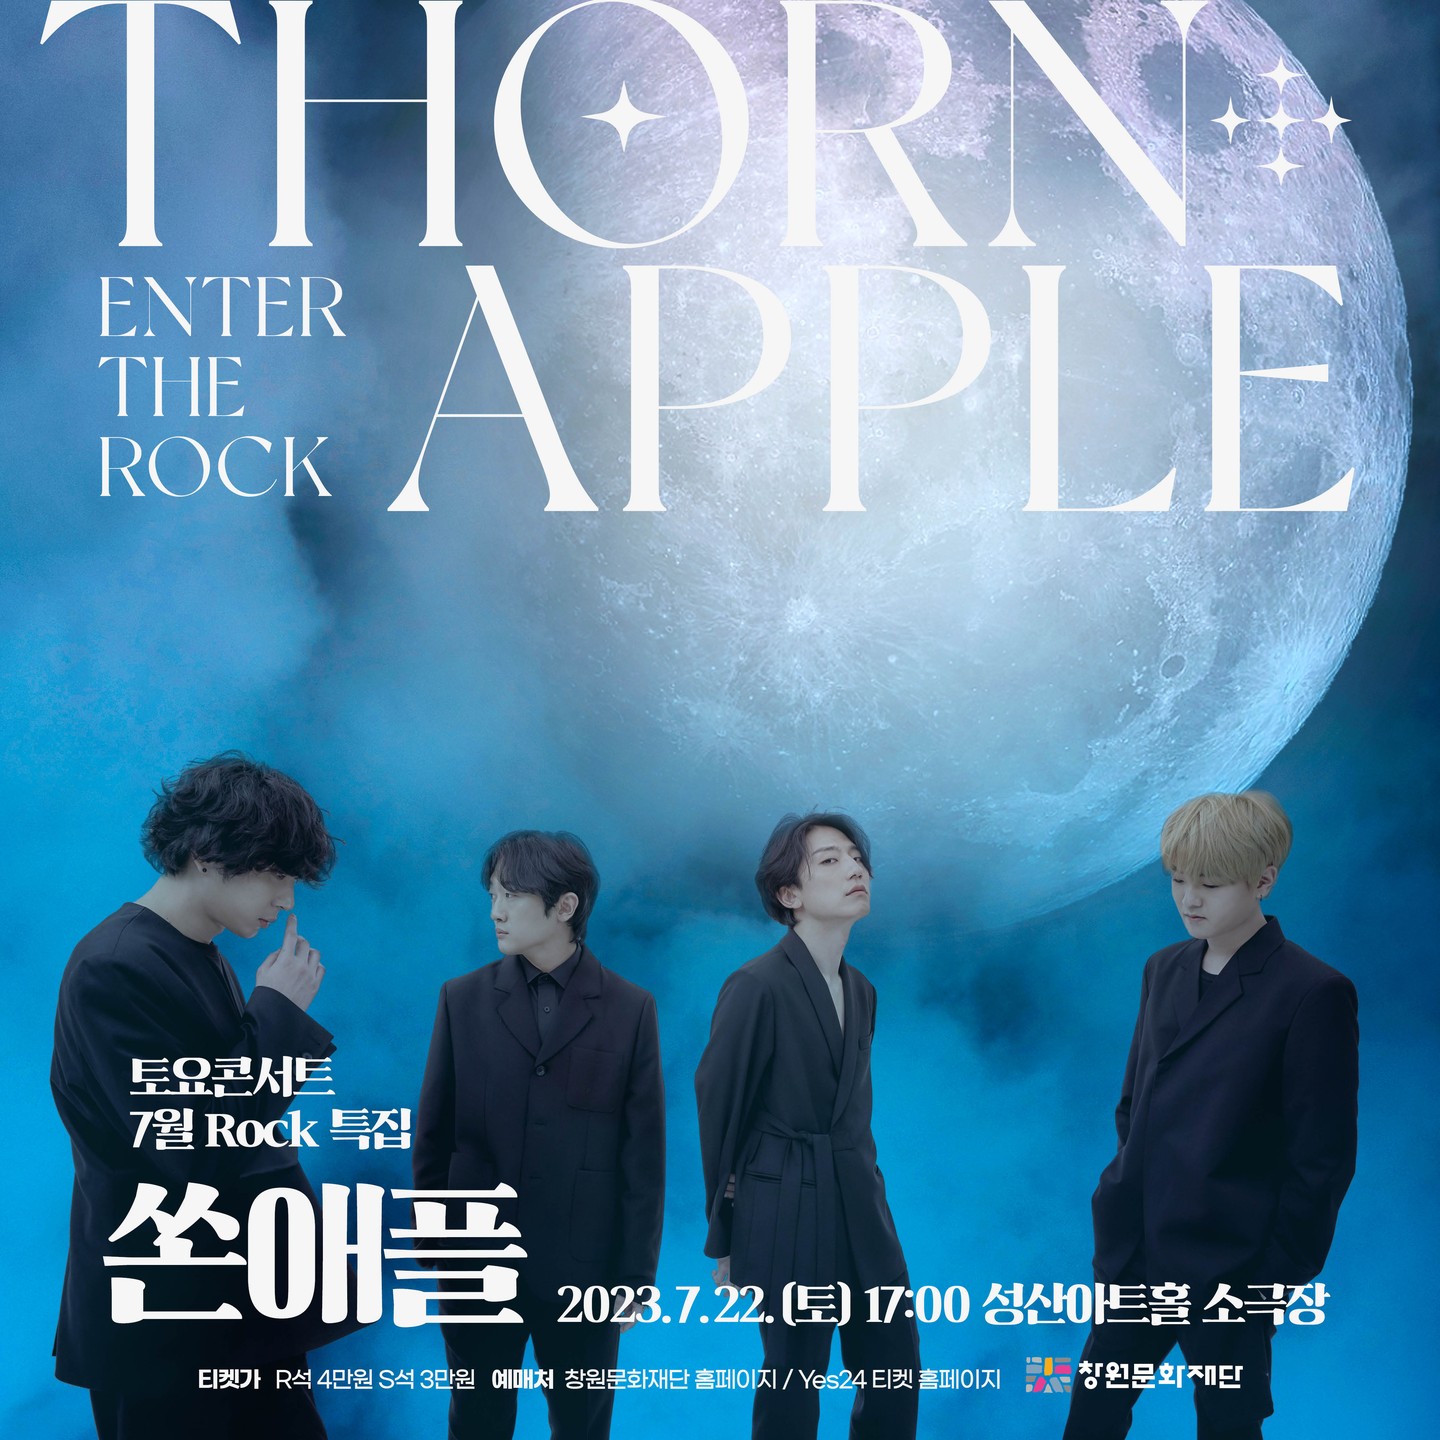 THORN
APPLE
ENTER
THE
ROCK
토요콘서트
7월 Rock 특집
쏜애플
2023.7.22.(토) 17:00 성산아트홀 소극장
티켓가 R석 4만원 S석 3만원 예매처 창원문화재단 홈페이지 / Yes24 티켓 홈페이지
창원문화재단